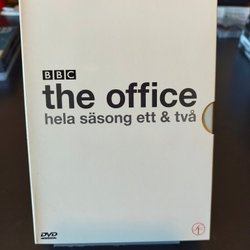 BBC
the office
hela säsong ett & två
DVD